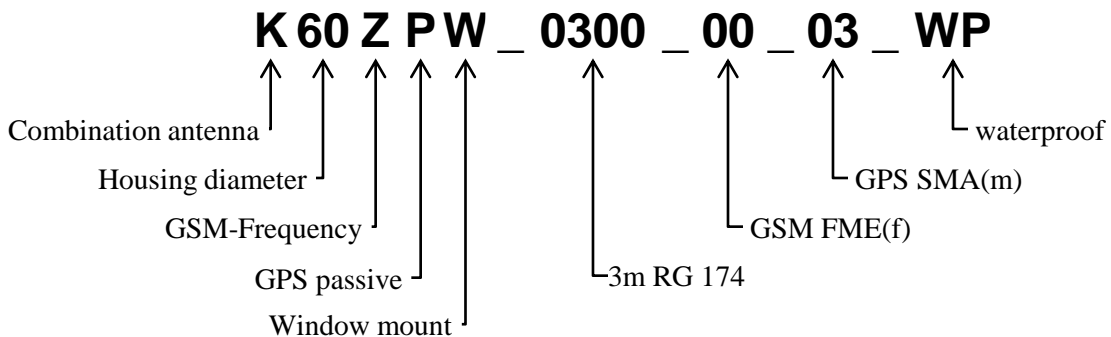 K 60 Z P W _ 0300 _ 00 _ 03 _ WP
Combination antenna
waterproof
Housing diameter
GPS SMA(m)
GSM-Frequency
GSM FME(f)
GPS passive
3m RG 174
Window mount